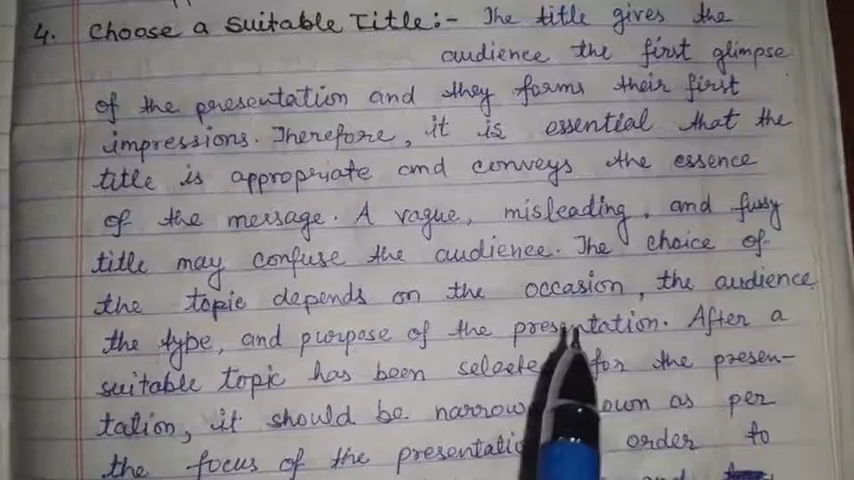 4. Choose a Suitable Title:- The title gives the
audience the first glimpse
of the presentation and they forms their first
impressions. Therefore, it is essential that the
title is appropriate and conveys the essence
of the message. A vague, misleading, and fussy
title may confuse the audience. The choice of
the topic depends on the occasion, the audience
the type, and purpose of the presentation. After a
suitable topic has been selecte for the presen-
tation, it should be narrow own as per
the focus of the presentatio order to
and